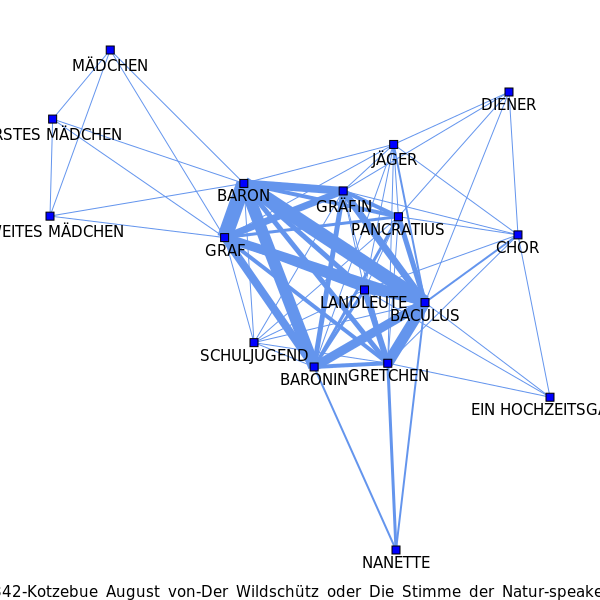 MÄDCHEN
DIENER
RSTES MÄDCHEN
JÄGER
BARON
GRÄFIN
PANCRATIUS
EITES MÄDCHEN
GRAF
CHOR
LANDLEUTE
BACULUS
SCHULJUGEND
BARONIN
GRETCHEN
EIN HOCHZEITSGA
NANETTE
842-Kotzebue August von-Der Wildschütz oder Die Stimme der Natur-speake